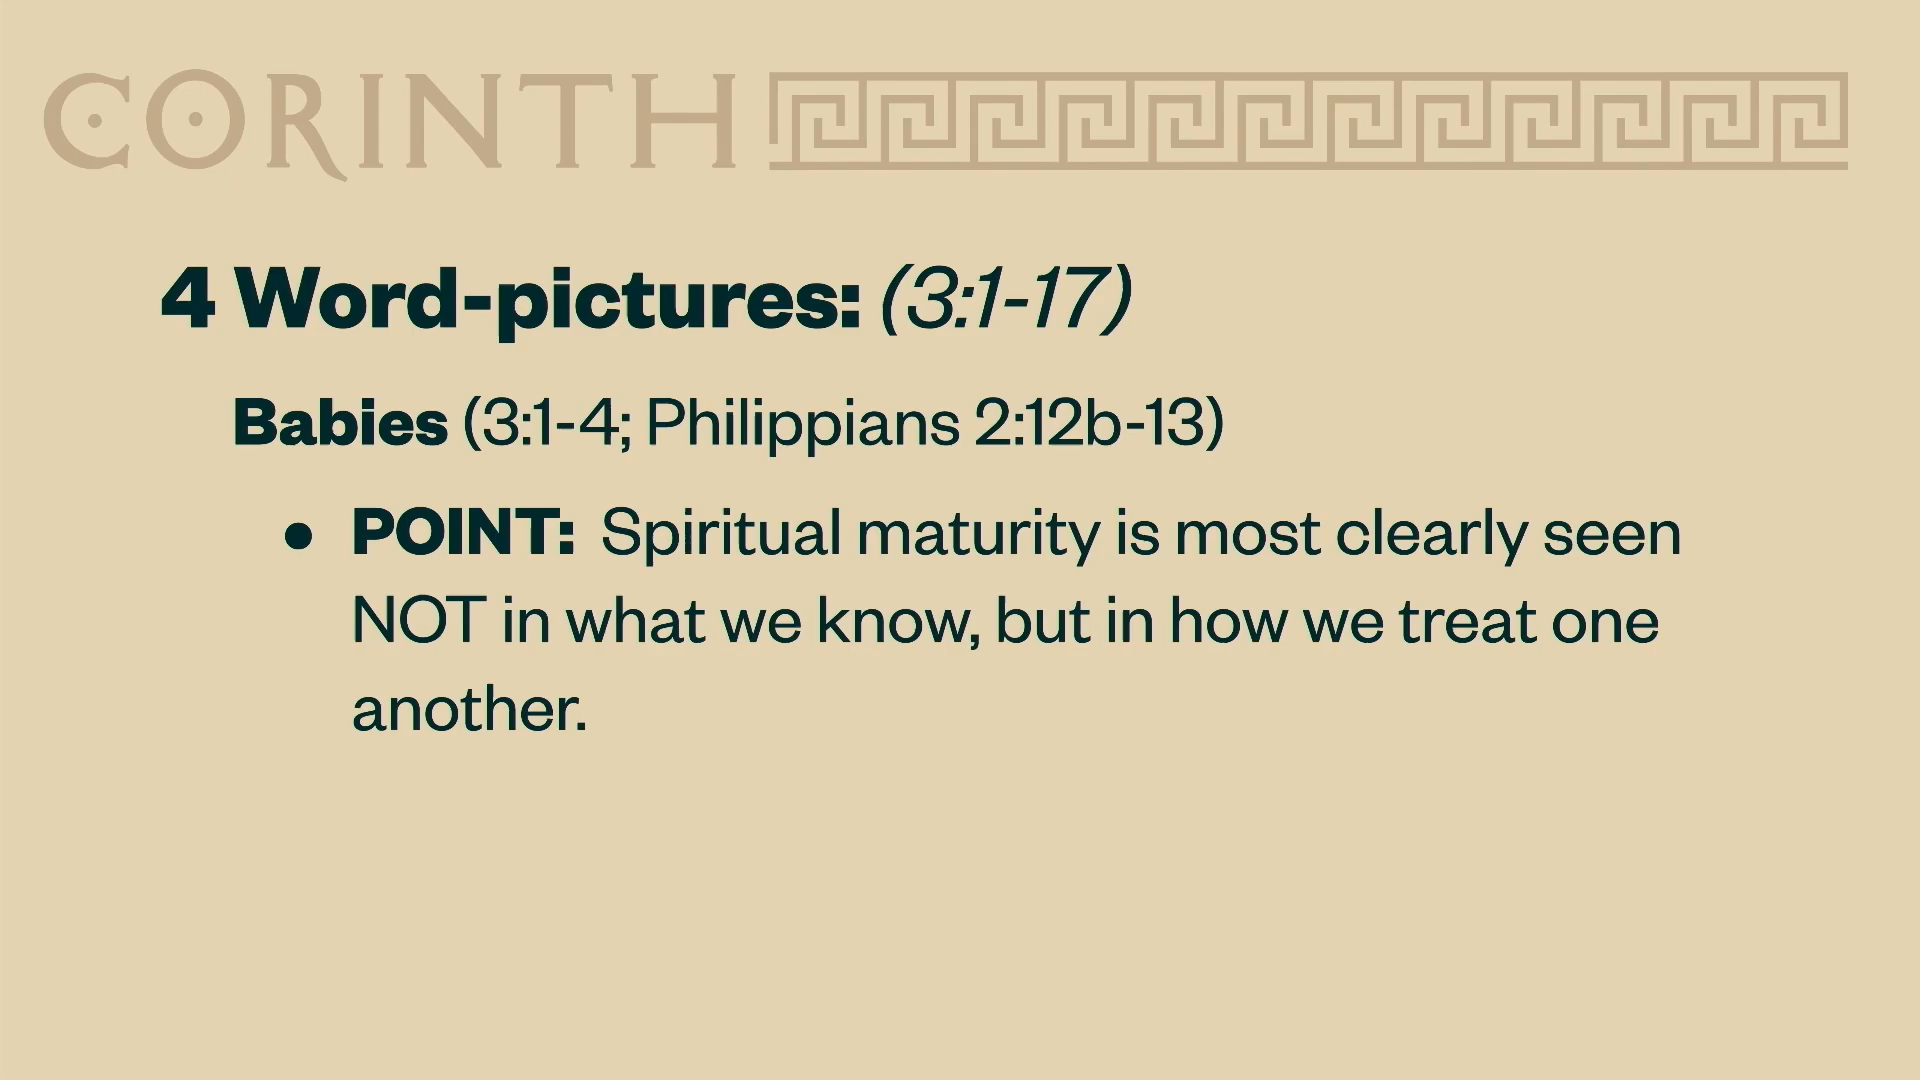 CORINTH
4 Word-pictures: (3:1-17)
Babies (3:1-4; Philippians 2:12b-13)
● POINT: Spiritual maturity is most clearly seen
NOT in what we know, but in how we treat one
another.